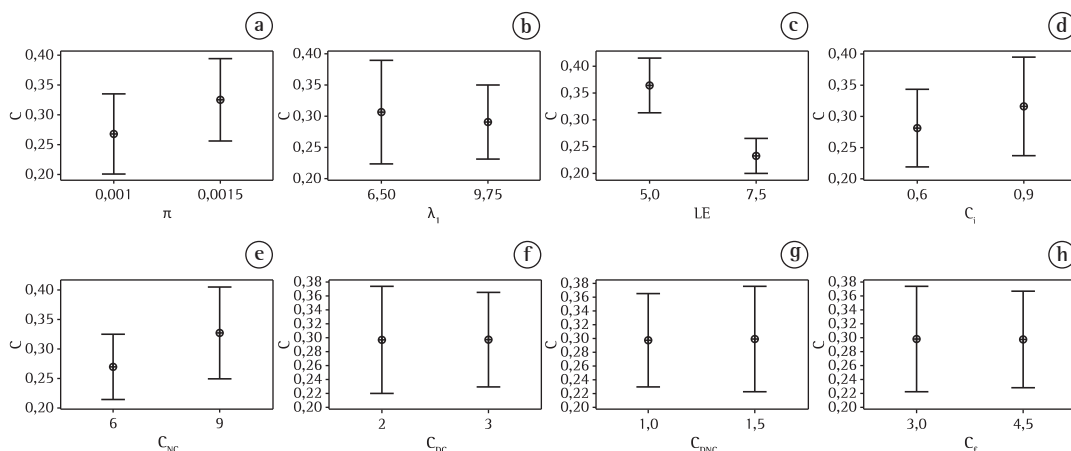 a
b
c
d
0,40
0,35
0,30
0,25
0,20
C
0,001
0,0015
π
0,40
0,35
0,30
0,25
0,20
C
6,50
9,75
λ₁
0,40
0,35
0,30
0,25
0,20
C
5,0
7,5
LE
0,40
0,35
0,30
0,25
0,20
C
0,6
0,9
Cᵢ
e
f
g
h
0,40
0,35
0,30
0,25
0,20
C
6
9
C_NC
0,38
0,36
0,34
0,32
0,30
0,28
0,26
0,24
0,22
0,20
C
2
3
C_DC
0,38
0,36
0,34
0,32
0,30
0,28
0,26
0,24
0,22
0,20
C
1,0
1,5
C_DNC
0,38
0,36
0,34
0,32
0,30
0,28
0,26
0,24
0,22
0,20
C
3,0
4,5
C_f